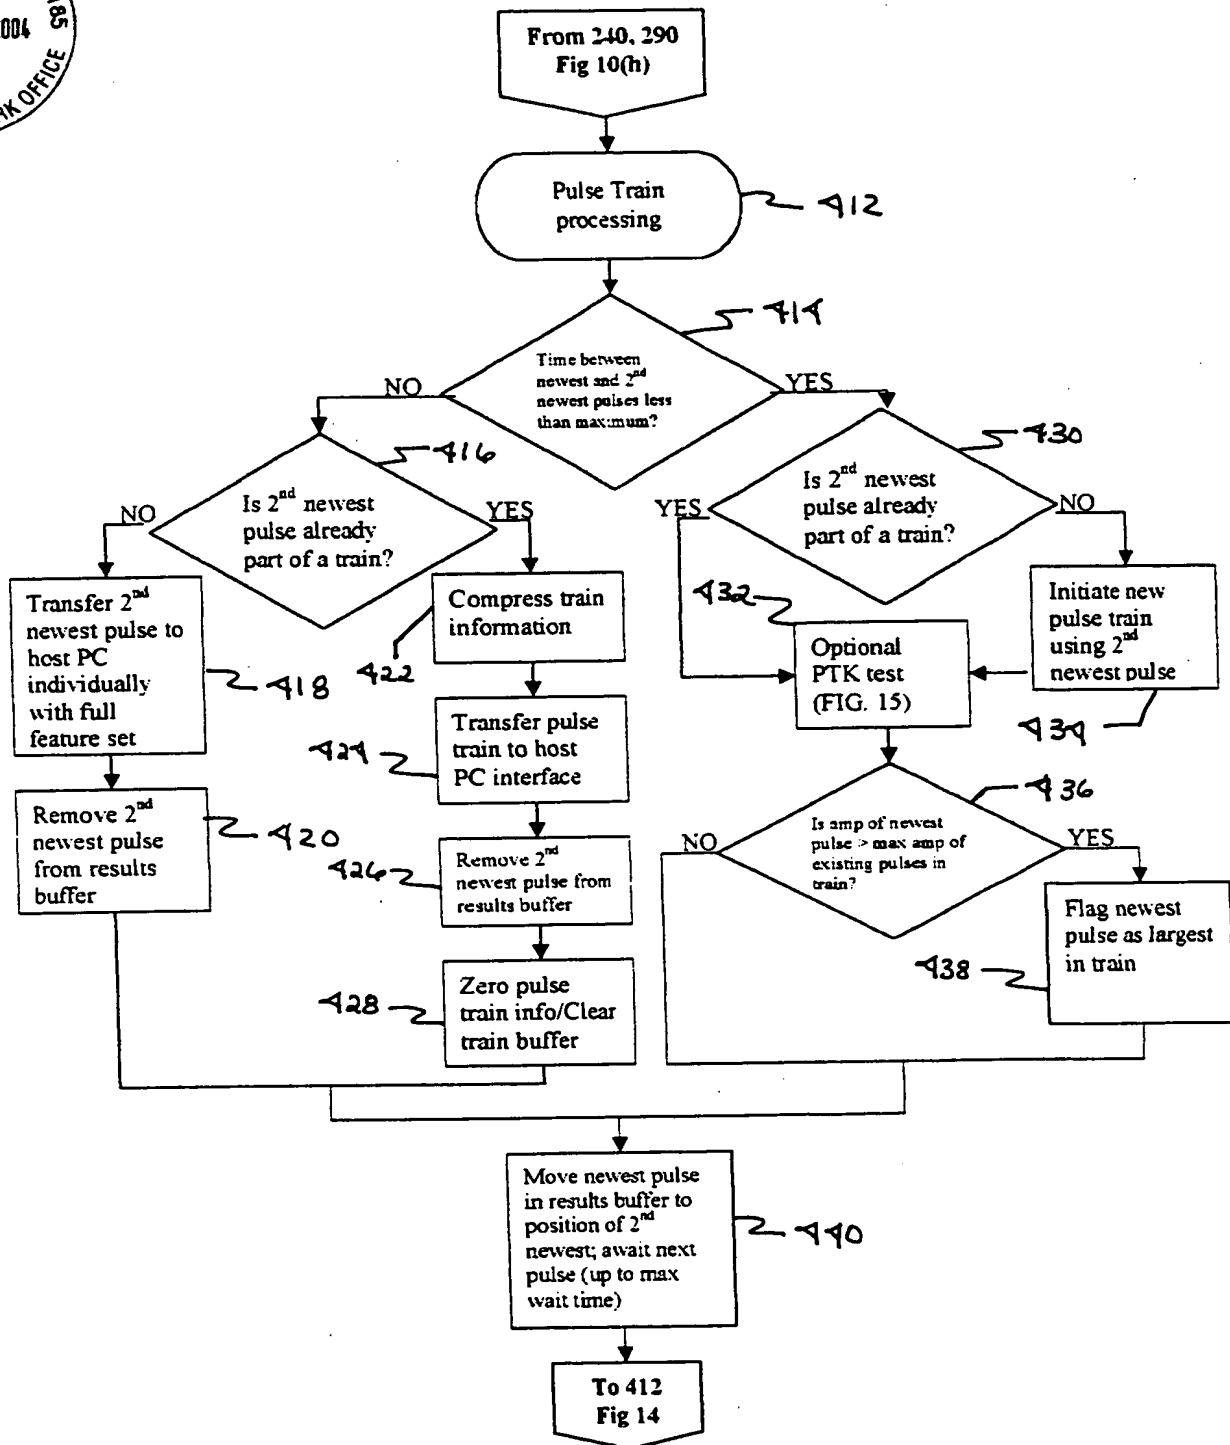 004
185
RK OFFICE
From 240, 290
Fig 10(h)
Pulse Train
processing
412
414
Time between
newest and 2nd
newest pulses less
than maximum?
NO
YES
416
Is 2nd newest
pulse already
part of a train?
NO
YES
430
Is 2nd newest
pulse already
part of a train?
YES
NO
Transfer 2nd
newest pulse to
host PC
individually
with full
feature set
418
Compress train
information
422
432
Optional
PTK test
(FIG. 15)
Initiate new
pulse train
using 2nd
newest pulse
434
Transfer pulse
train to host
PC interface
424
Remove 2nd
newest pulse
from results
buffer
420
Remove 2nd
newest pulse from
results buffer
426
436
Is amp of newest
pulse > max amp of
existing pulses in
train?
NO
YES
Flag newest
pulse as largest
in train
438
Zero pulse
train info/Clear
train buffer
428
Move newest pulse
in results buffer to
position of 2nd
newest; await next
pulse (up to max
wait time)
440
To 412
Fig 14